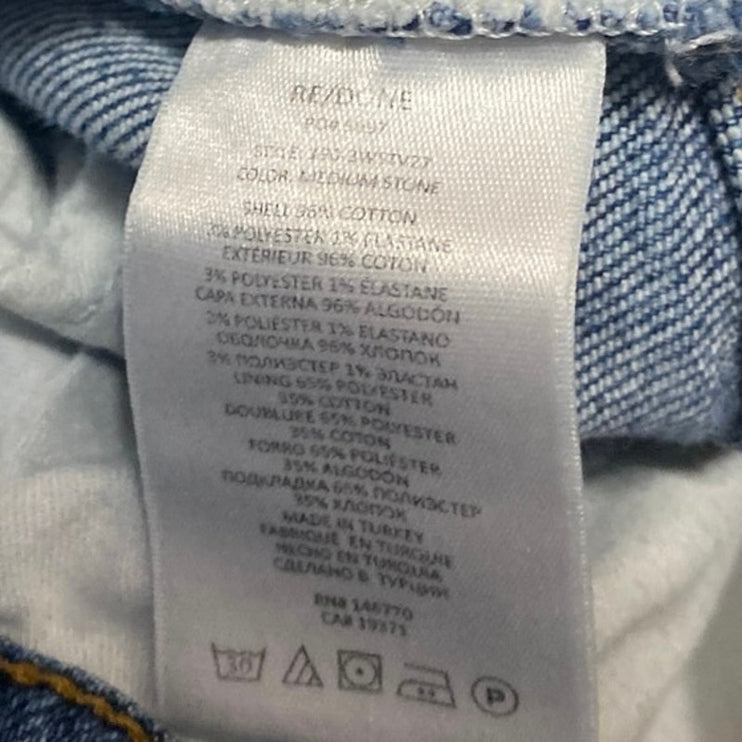 RE/DONE
PO# 5697
COLOR: MEDIUM STONE
SHELL 96% COTTON
3% POLYESTER 1% ELASTANE
EXTÉRIEUR 96% COTON
3% POLYESTER 1% ÉLASTANE
CAPA EXTERNA 96% ALGODÓN
3% POLIÉSTER 1% ELASTANO
ОБОЛОЧКА 96% ХЛОПОК
3% ПОЛИЭСТЕР 1% ЭЛАСТАН
LINING 65% POLYESTER
35% COTTON
DOUBLURE 65% POLYESTER
35% COTON
FORRO 65% POLIÉSTER
35% ALGODÓN
ПОДКЛАДКА 65% ПОЛИЭСТЕР
35% ХЛОПОК
MADE IN TURKEY
FABRIQUÉ EN TURQUIE
HECHO EN TURQUÍA
СДЕЛАНО В ТУРЦИИ
RN# 146770
CA# 19371
30
P